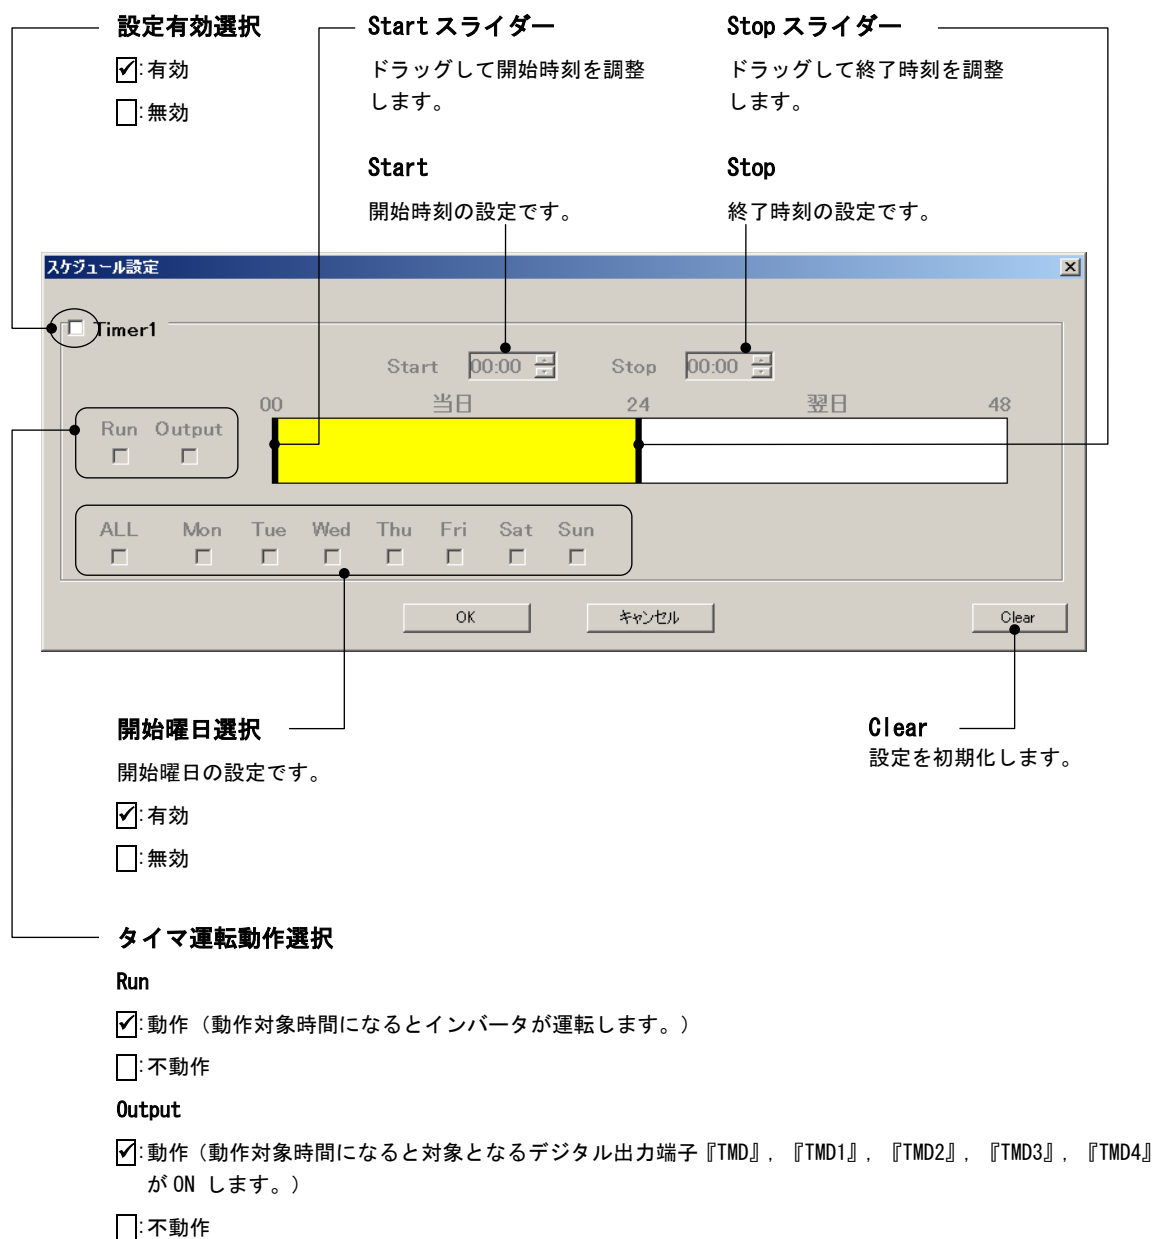 設定有効選択
☑:有効
☐:無効
Start スライダー
ドラッグして開始時刻を調整
します。
Stop スライダー
ドラッグして終了時刻を調整
します。
Start
開始時刻の設定です。
Stop
終了時刻の設定です。
スケジュール設定
Timer1
Start 00:00 Stop 00:00
00 当日 24 翌日 48
Run Output
ALL Mon Tue Wed Thu Fri Sat Sun
OK キャンセル Clear
開始曜日選択
開始曜日の設定です。
☑:有効
☐:無効
Clear
設定を初期化します。
タイマ運転動作選択
Run
☑:動作（動作対象時間になるとインバータが運転します。）
☐:不動作
Output
☑:動作（動作対象時間になると対象となるデジタル出力端子『TMD』, 『TMD1』, 『TMD2』, 『TMD3』, 『TMD4』
が ON します。）
☐:不動作